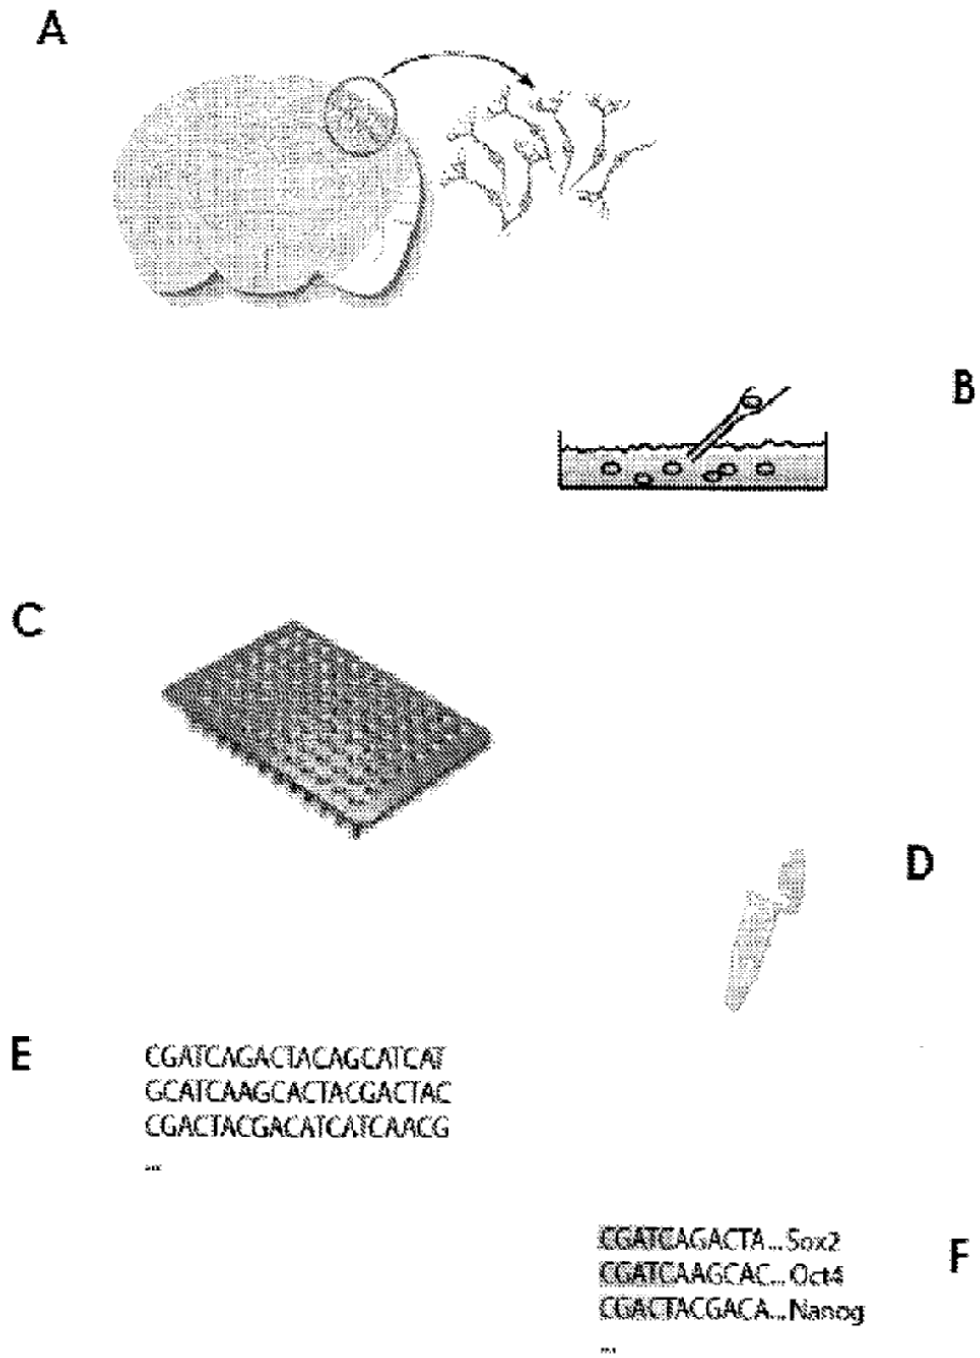 A
B
C
D
E
CGATCAGACTACAGCATCAT
GCATCAAGCACTACGACTAC
CGACTACGACATCATCAACG
...
CGATCAGACTA...Sox2
F
CGATCAAGCAC...Oct4
CGACTACGACA...Nanog
...